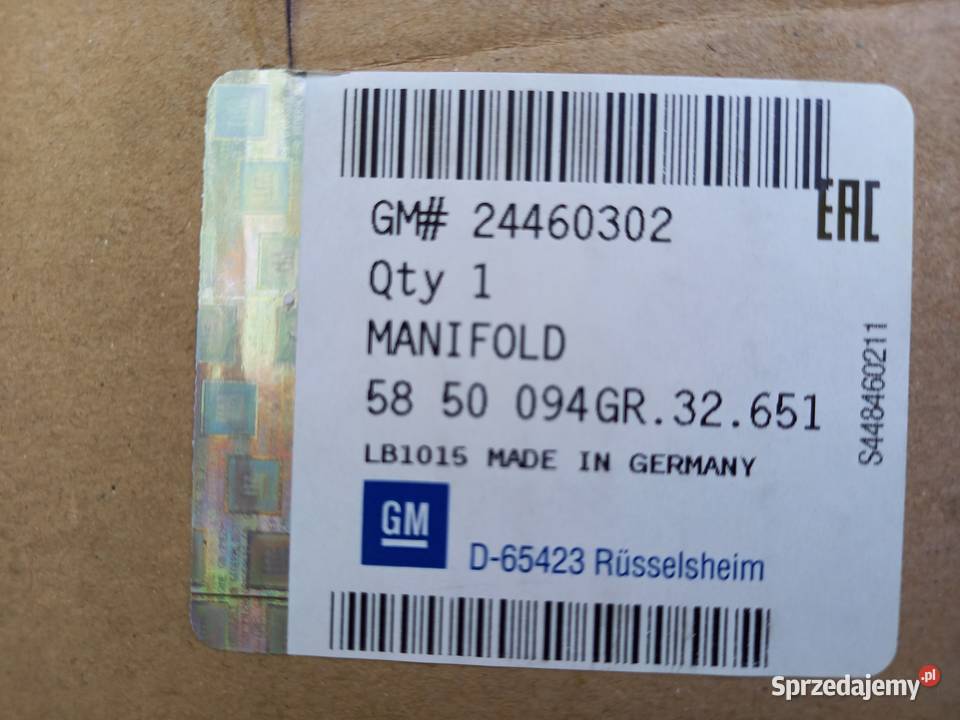 GM# 24460302
EAC
Qty 1
MANIFOLD
58 50 094GR.32.651
LB1015 MADE IN GERMANY
S448460211
GM
D-65423 Rüsselsheim
Sprzedajemy.pl